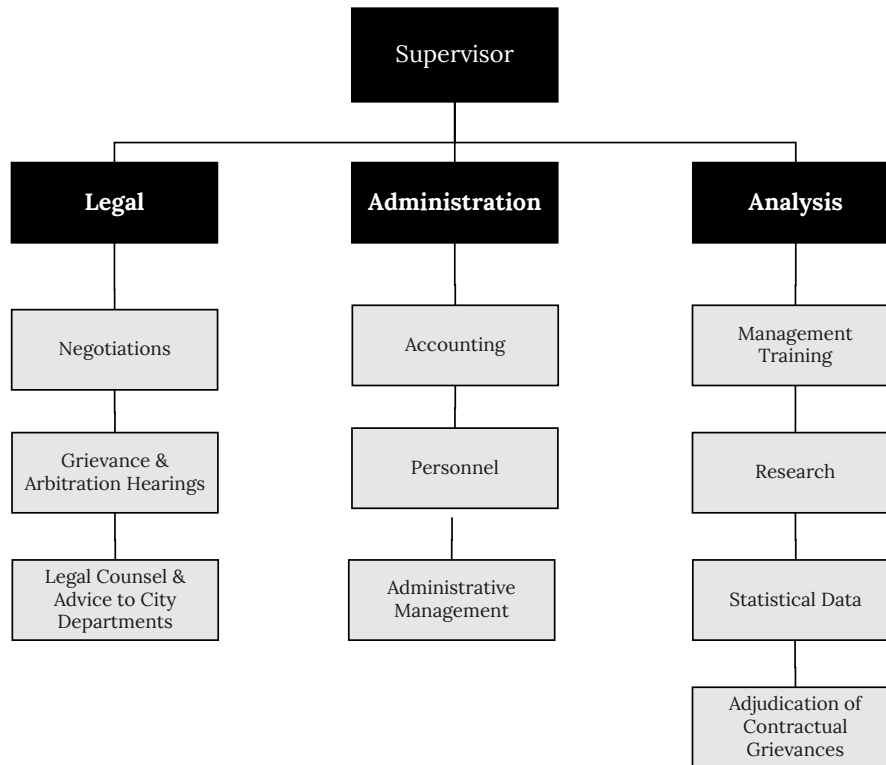 Supervisor
Legal
Administration
Analysis
Negotiations
Accounting
Management
Training
Grievance &
Arbitration Hearings
Personnel
Research
Legal Counsel &
Advice to City
Departments
Administrative
Management
Statistical Data
Adjudication of
Contractual
Grievances